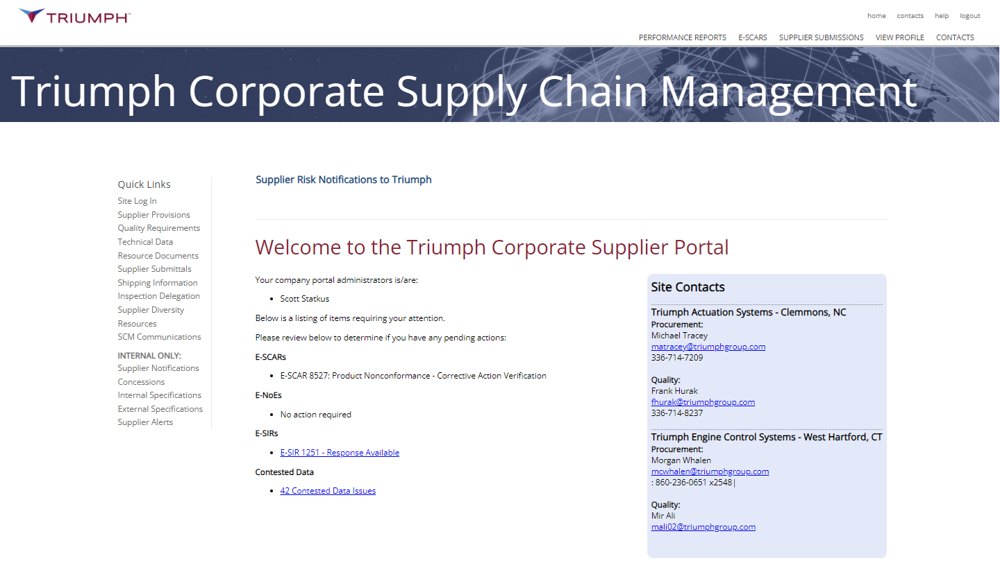 TRIUMPH
home contacts help logout
PERFORMANCE REPORTS E-SCARS SUPPLIER SUBMISSIONS VIEW PROFILE CONTACTS
Triumph Corporate Supply Chain Management
Quick Links
Site Log In
Supplier Provisions
Quality Requirements
Technical Data
Resource Documents
Supplier Submittals
Shipping Information
Inspection Delegation
Supplier Diversity
Resources
SCM Communications
INTERNAL ONLY:
Supplier Notifications
Concessions
Internal Specifications
External Specifications
Supplier Alerts
Supplier Risk Notifications to Triumph
Welcome to the Triumph Corporate Supplier Portal
Your company portal administrators is/are:
• Scott Statkus
Below is a listing of items requiring your attention.
Please review below to determine if you have any pending actions:
E-SCARs
• E-SCAR 8527: Product Nonconformance - Corrective Action Verification
E-NoEs
• No action required
E-SIRs
• E-SIR 1251 - Response Available
Contested Data
• 42 Contested Data Issues
Site Contacts
Triumph Actuation Systems - Clemmons, NC
Procurement:
Michael Tracey
matracey@triumphgroup.com
336-714-7209
Quality:
Frank Hurak
fhurak@triumphgroup.com
336-714-8237
Triumph Engine Control Systems - West Hartford, CT
Procurement:
Morgan Whalen
mcwhalen@triumphgroup.com
: 860-236-0651 x2548|
Quality:
Mir Ali
mali02@triumphgroup.com